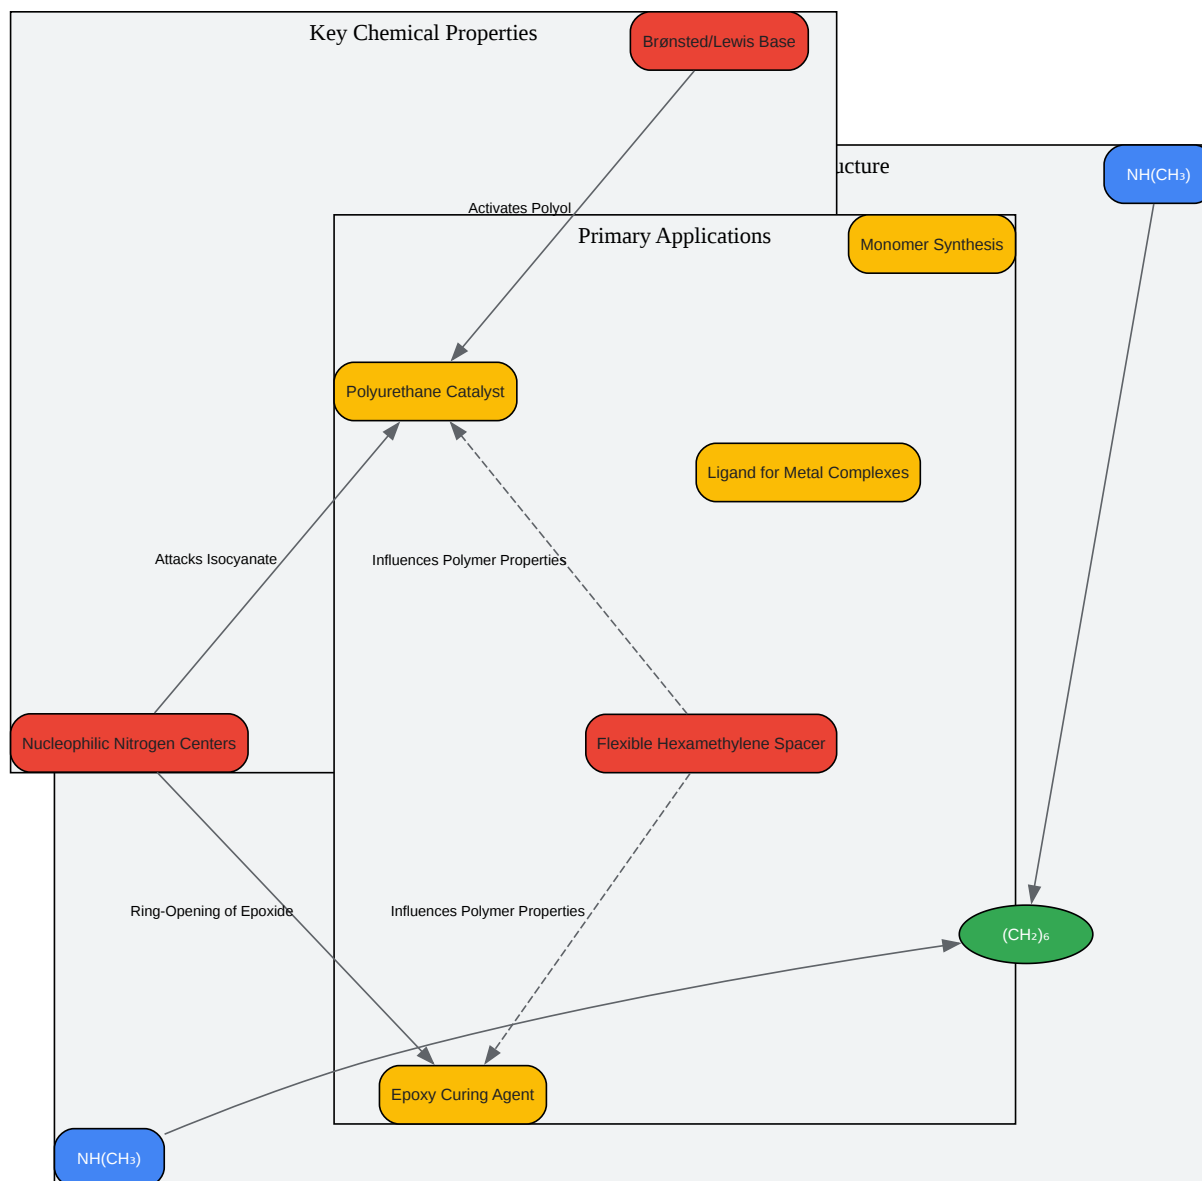 Key Chemical Properties
Brønsted/Lewis Base
ucture
NH(CH₃)
Activates Polyol
Primary Applications
Monomer Synthesis
Polyurethane Catalyst
Ligand for Metal Complexes
Attacks Isocyanate
Influences Polymer Properties
Nucleophilic Nitrogen Centers
Flexible Hexamethylene Spacer
Ring-Opening of Epoxide
Influences Polymer Properties
(CH₂)₆
Epoxy Curing Agent
NH(CH₃)